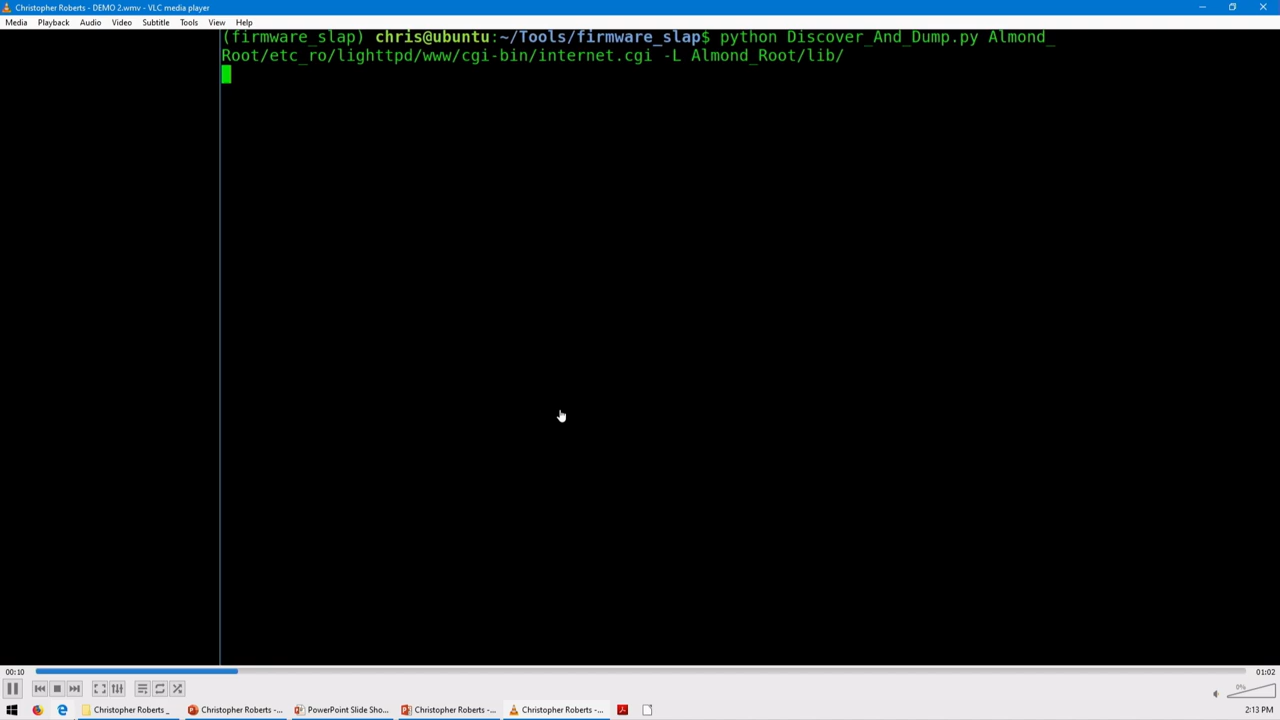 Christopher Roberts - DEMO 2.wmv - VLC media player
Media Playback Audio Video Subtitle Tools View Help
(firmware_slap) chris@ubuntu:~/Tools/firmware_slap$ python Discover_And_Dump.py Almond_
Root/etc_ro/lighttpd/www/cgi-bin/internet.cgi -L Almond_Root/lib/
00:10 01:02
0%
Christopher Roberts _ Christopher Roberts -... PowerPoint Slide Sho... Christopher Roberts -... Christopher Roberts -... 2:13 PM